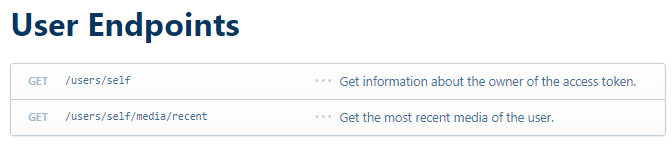 User Endpoints
GET /users/self ··· Get information about the owner of the access token.
GET /users/self/media/recent ··· Get the most recent media of the user.